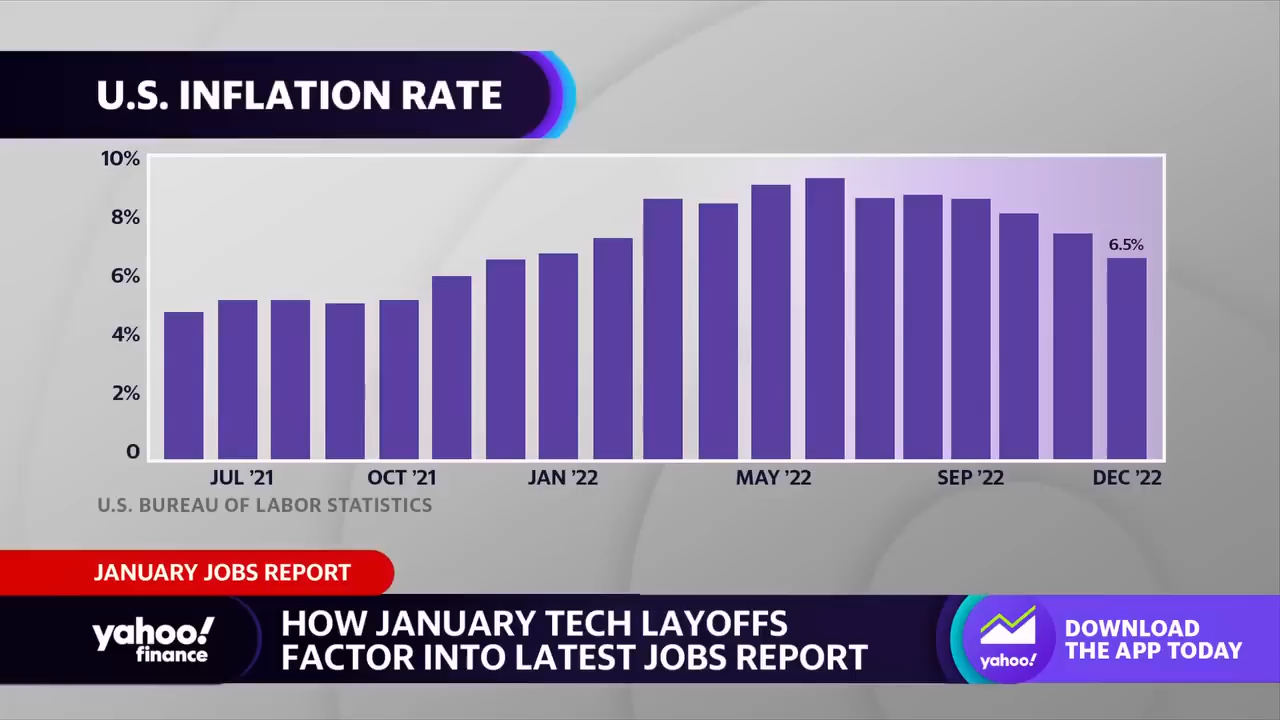 U.S. INFLATION RATE
10%
8%
6%
4%
2%
0
6.5%
JUL ’21
OCT ’21
JAN ’22
MAY ’22
SEP ’22
DEC ’22
U.S. BUREAU OF LABOR STATISTICS
JANUARY JOBS REPORT
yahoo!
finance
HOW JANUARY TECH LAYOFFS
FACTOR INTO LATEST JOBS REPORT
yahoo!
DOWNLOAD
THE APP TODAY